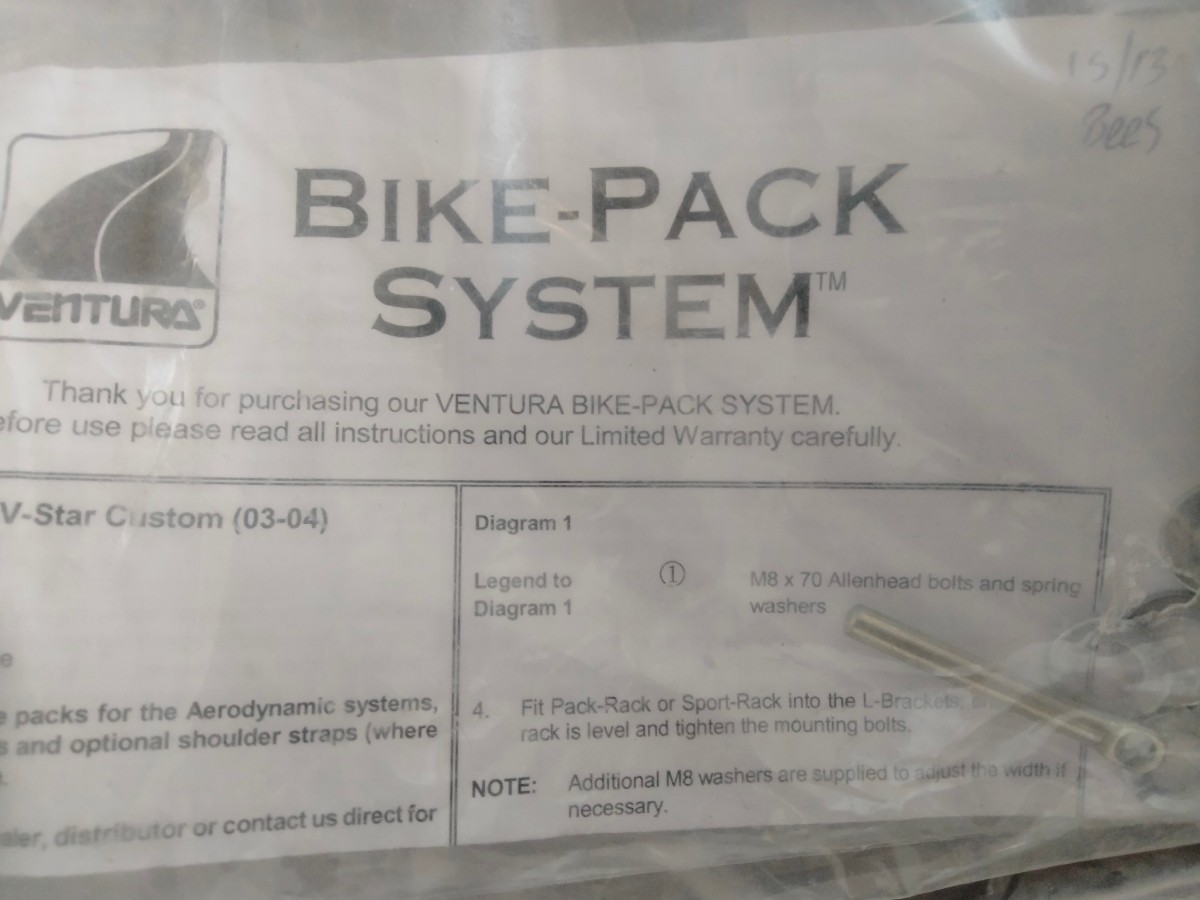 15/13
Bees
BIKE-PACK
SYSTEM™
VENTURA®
Thank you for purchasing our VENTURA BIKE-PACK SYSTEM.
efore use please read all instructions and our Limited Warranty carefully.
V-Star Custom (03-04)
e
e packs for the Aerodynamic systems,
s and optional shoulder straps (where
aler, distributor or contact us direct for
Diagram 1
Legend to
Diagram 1
① M8 x 70 Allenhead bolts and spring
washers
4. Fit Pack-Rack or Sport-Rack into the L-Brackets,
rack is level and tighten the mounting bolts.
NOTE: Additional M8 washers are supplied to adjust the width if
necessary.